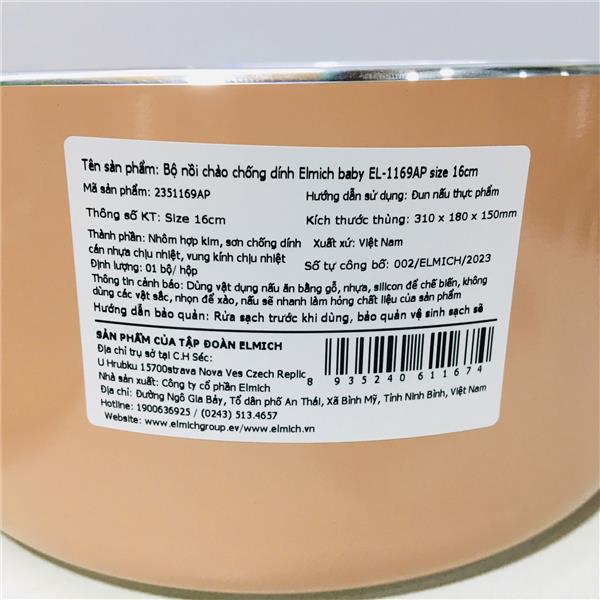 Tên sản phẩm: Bộ nồi chảo chống dính Elmich baby EL-1169AP size 16cm
Mã sản phẩm: 2351169AP Hướng dẫn sử dụng: Đun nấu thực phẩm
Thông số KT: Size 16cm Kích thước thùng: 310 x 180 x 150mm
Thành phần: Nhôm hợp kim, sơn chống dính Xuất xứ: Việt Nam
cán nhựa chịu nhiệt, vung kính chịu nhiệt
Định lượng: 01 bộ/ hộp Số tự công bố: 002/ELMICH/2023
Thông tin cảnh báo: Dùng vật dụng nấu ăn bằng gỗ, nhựa, silicon để chế biến, không
dùng các vật sắc, nhọn để xào, nấu sẽ nhanh làm hỏng chất liệu của sản phẩm
Hướng dẫn bảo quản: Rửa sạch trước khi dùng, bảo quản vệ sinh sạch sẽ
SẢN PHẨM CỦA TẬP ĐOÀN ELMICH
Địa chỉ trụ sở tại C.H Séc:
U Hrubku 15700strava Nova Ves Czech Replic
Nhà sản xuất: Công ty cổ phần Elmich
8 935240 611674
Địa chỉ: Đường Ngô Gia Bảy, Tổ dân phố An Thái, Xã Bình Mỹ, Tỉnh Ninh Bình, Việt Nam
Hotline: 1900636925 / (0243) 513.4657
Website: www.elmichgroup.ev/www.elmich.vn